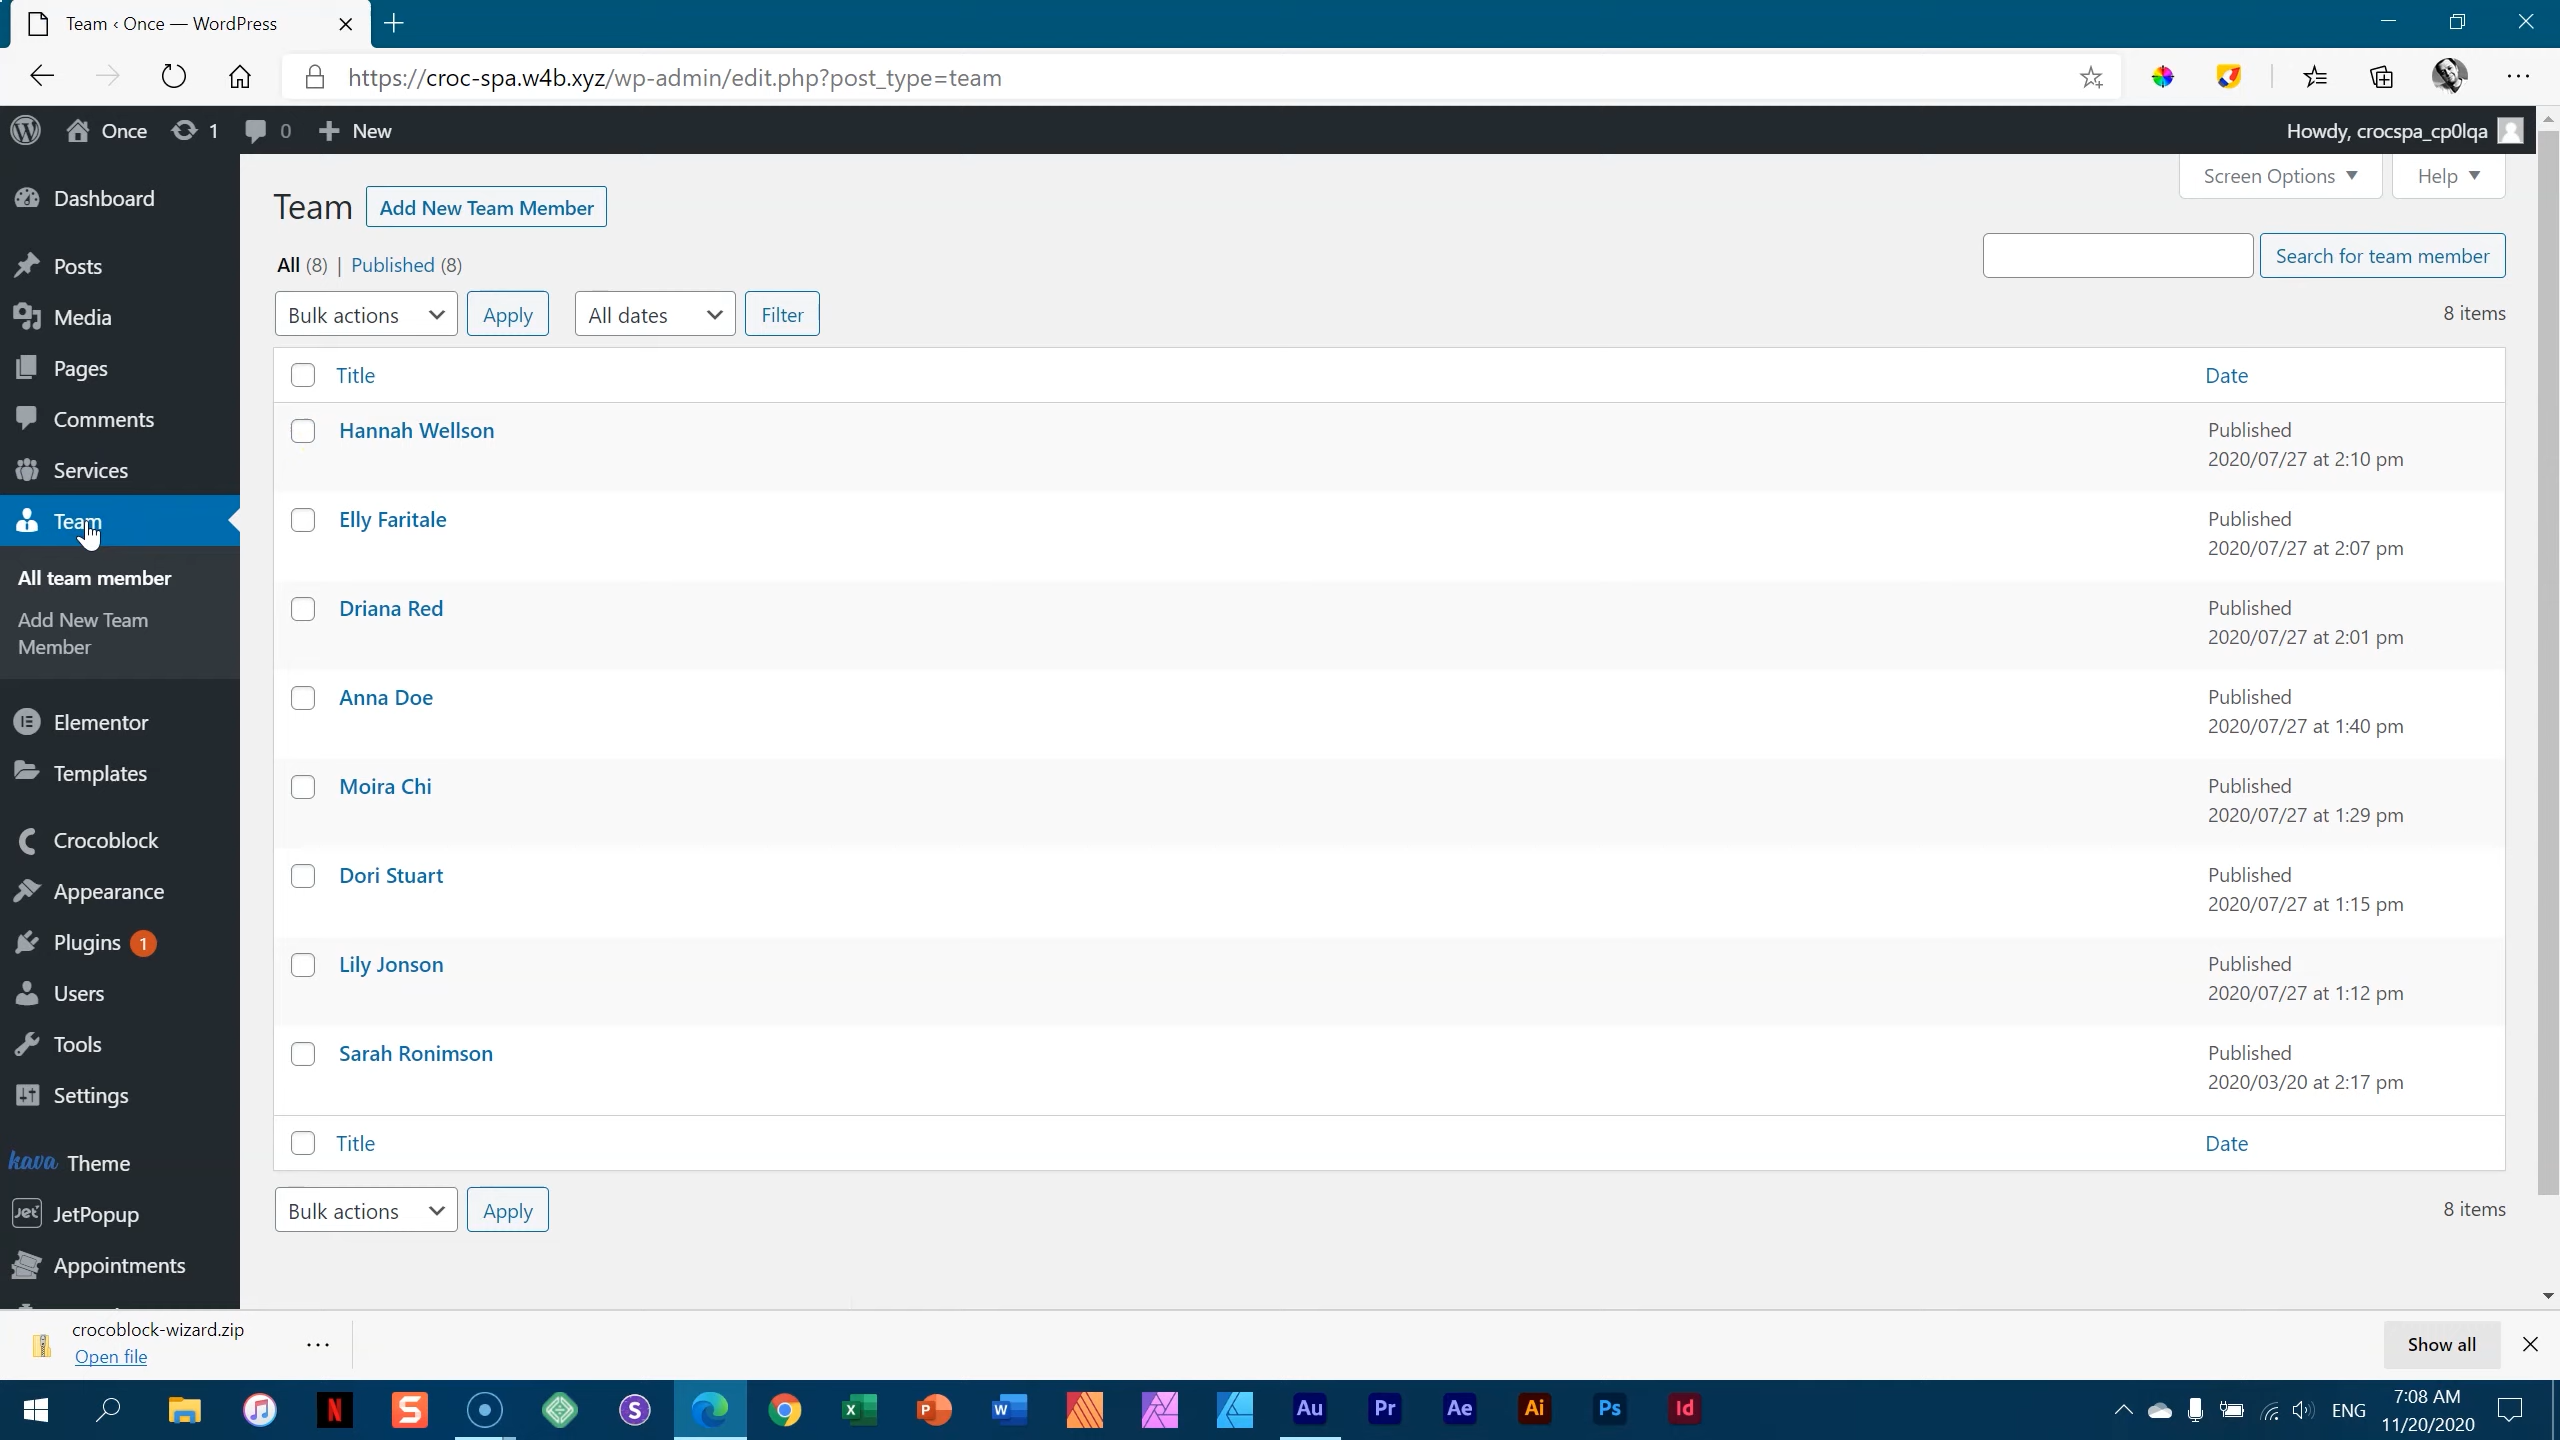 Team ‹ Once — WordPress
https://croc-spa.w4b.xyz/wp-admin/edit.php?post_type=team
Once 1 0 New
Howdy, crocspa_cp0lqa
Dashboard
Posts
Media
Pages
Comments
Services
Team
All team member
Add New Team
Member
Elementor
Templates
Crocoblock
Appearance
Plugins 1
Users
Tools
Settings
kava Theme
Jet JetPopup
Appointments
Screen Options
Help
Team
Add New Team Member
All (8) | Published (8)
Search for team member
Bulk actions
Apply
All dates
Filter
8 items
Title
Date
Hannah Wellson
Published
2020/07/27 at 2:10 pm
Elly Faritale
Published
2020/07/27 at 2:07 pm
Driana Red
Published
2020/07/27 at 2:01 pm
Anna Doe
Published
2020/07/27 at 1:40 pm
Moira Chi
Published
2020/07/27 at 1:29 pm
Dori Stuart
Published
2020/07/27 at 1:15 pm
Lily Jonson
Published
2020/07/27 at 1:12 pm
Sarah Ronimson
Published
2020/03/20 at 2:17 pm
Title
Date
Bulk actions
Apply
8 items
crocoblock-wizard.zip
Open file
Show all
N S S X P W Au Pr Ae Ai Ps Id
ENG
7:08 AM
11/20/2020